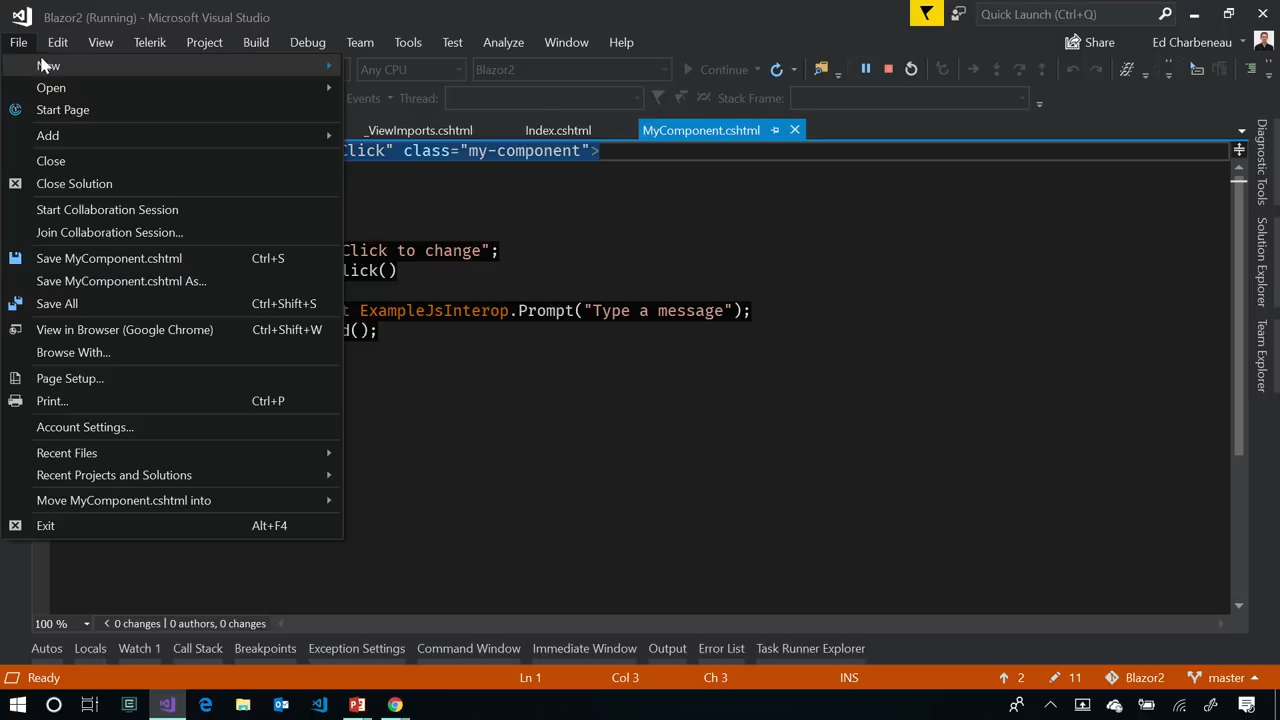 Blazor2 (Running) - Microsoft Visual Studio
Quick Launch (Ctrl+Q)
File Edit View Telerik Project Build Debug Team Tools Test Analyze Window Help
Share Ed Charbeneau
New
Any CPU Blazor2 Continue
Open
Events Thread: Stack Frame:
Start Page
_ViewImports.cshtml Index.cshtml MyComponent.cshtml
Add
Click" class="my-component">
Close
Close Solution
Start Collaboration Session
Join Collaboration Session...
Click to change";
Save MyComponent.cshtml Ctrl+S
lick()
Save MyComponent.cshtml As...
Save All Ctrl+Shift+S
t ExampleJsInterop.Prompt("Type a message");
View in Browser (Google Chrome) Ctrl+Shift+W
d();
Browse With...
Page Setup...
Print... Ctrl+P
Account Settings...
Recent Files
Recent Projects and Solutions
Move MyComponent.cshtml into
Exit Alt+F4
Diagnostic Tools
Solution Explorer
Team Explorer
100 % 0 changes | 0 authors, 0 changes
Autos Locals Watch 1 Call Stack Breakpoints Exception Settings Command Window Immediate Window Output Error List Task Runner Explorer
Ready Ln 1 Col 3 Ch 3 INS 2 11 Blazor2 master